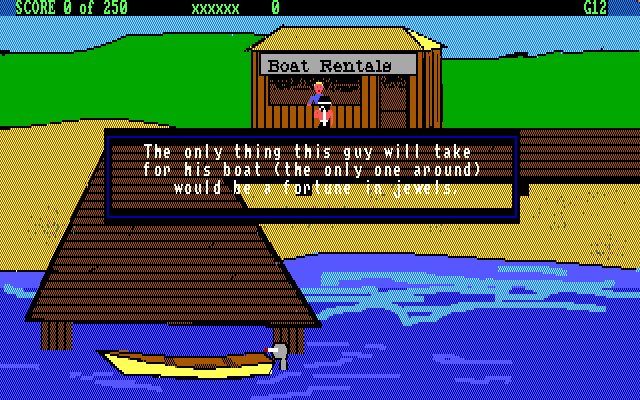 SCORE 0 of 250 xxxxxx 0 G12
Boat Rentals
The only thing this guy will take
for his boat (the only one around)
would be a fortune in jewels.